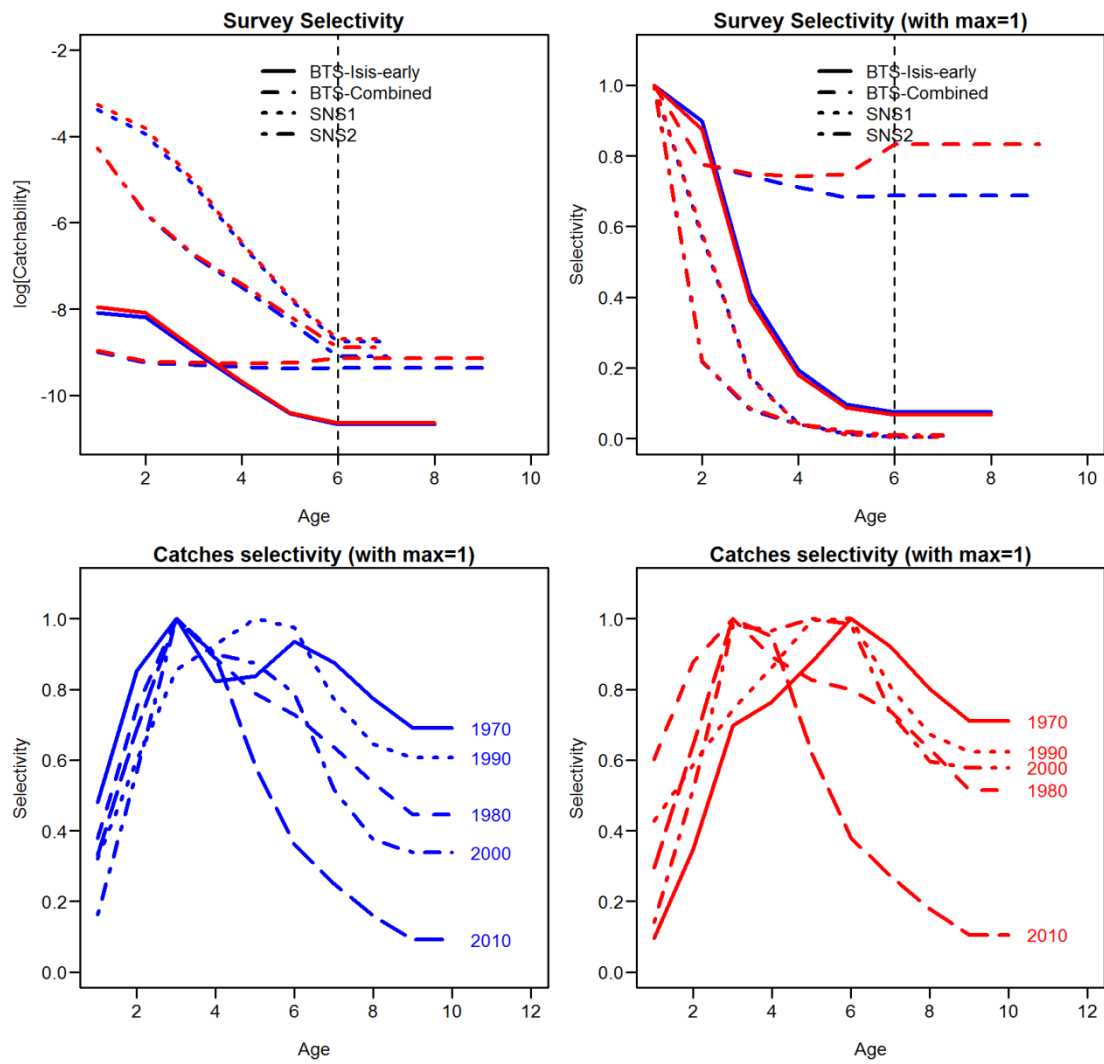 Survey Selectivity
-2
-4
-6
-8
-10
log[Catchability]
BTS-Isis-early
BTS-Combined
SNS1
SNS2
2
4
6
8
10
Age
Survey Selectivity (with max=1)
1.0
0.8
0.6
0.4
0.2
0.0
Selectivity
BTS-Isis-early
BTS-Combined
SNS1
SNS2
2
4
6
8
10
Age
Catches selectivity (with max=1)
1.0
0.8
0.6
0.4
0.2
0.0
Selectivity
1970
1990
1980
2000
2010
2
4
6
8
10
12
Age
Catches selectivity (with max=1)
1.0
0.8
0.6
0.4
0.2
0.0
Selectivity
1970
1990
2000
1980
2010
2
4
6
8
10
12
Age